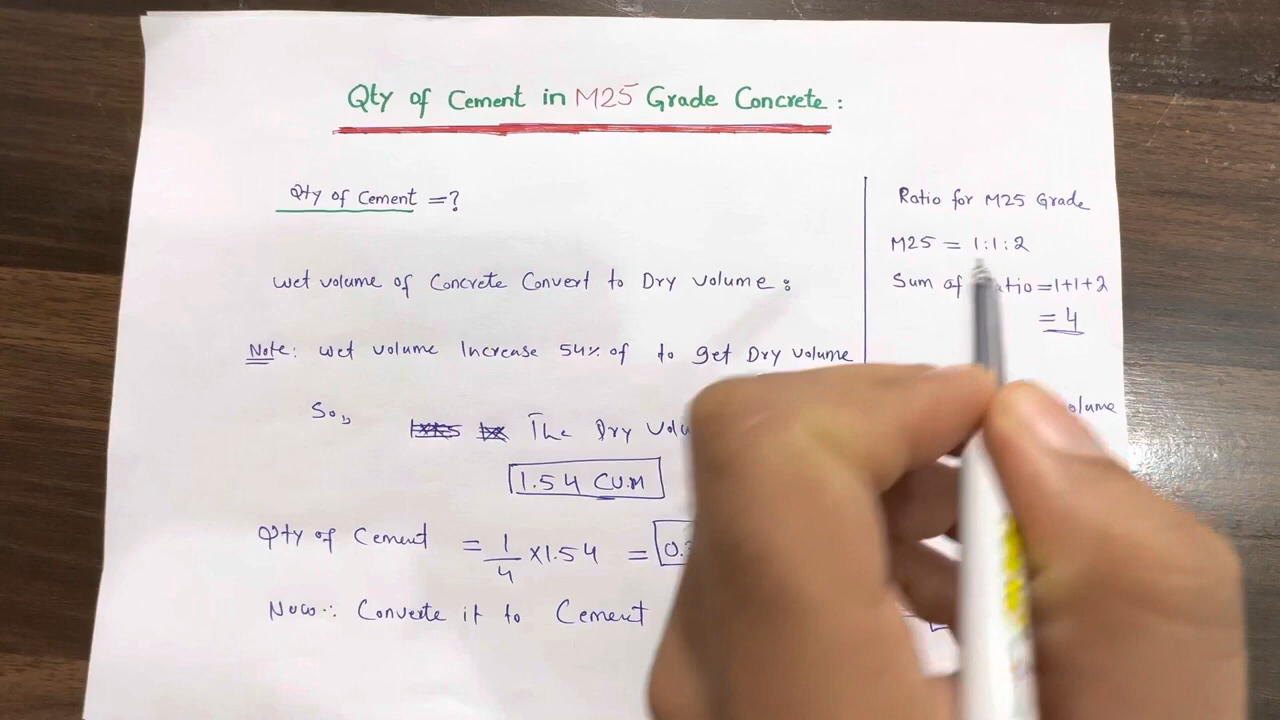 Qty of Cement in M25 Grade Concrete :
Qty of Cement = ?
Wet volume of Concrete Convert to Dry volume :
Note: Wet volume Increase 54% of to get Dry volume
So,, The Dry
1.54 CU.M
Qty of Cement = 1/4 x 1.54 =
Now :. Converte it to Cement
Ratio for M25 Grade
M25 = 1:1:2
Sum of = 1+1+2
= 4